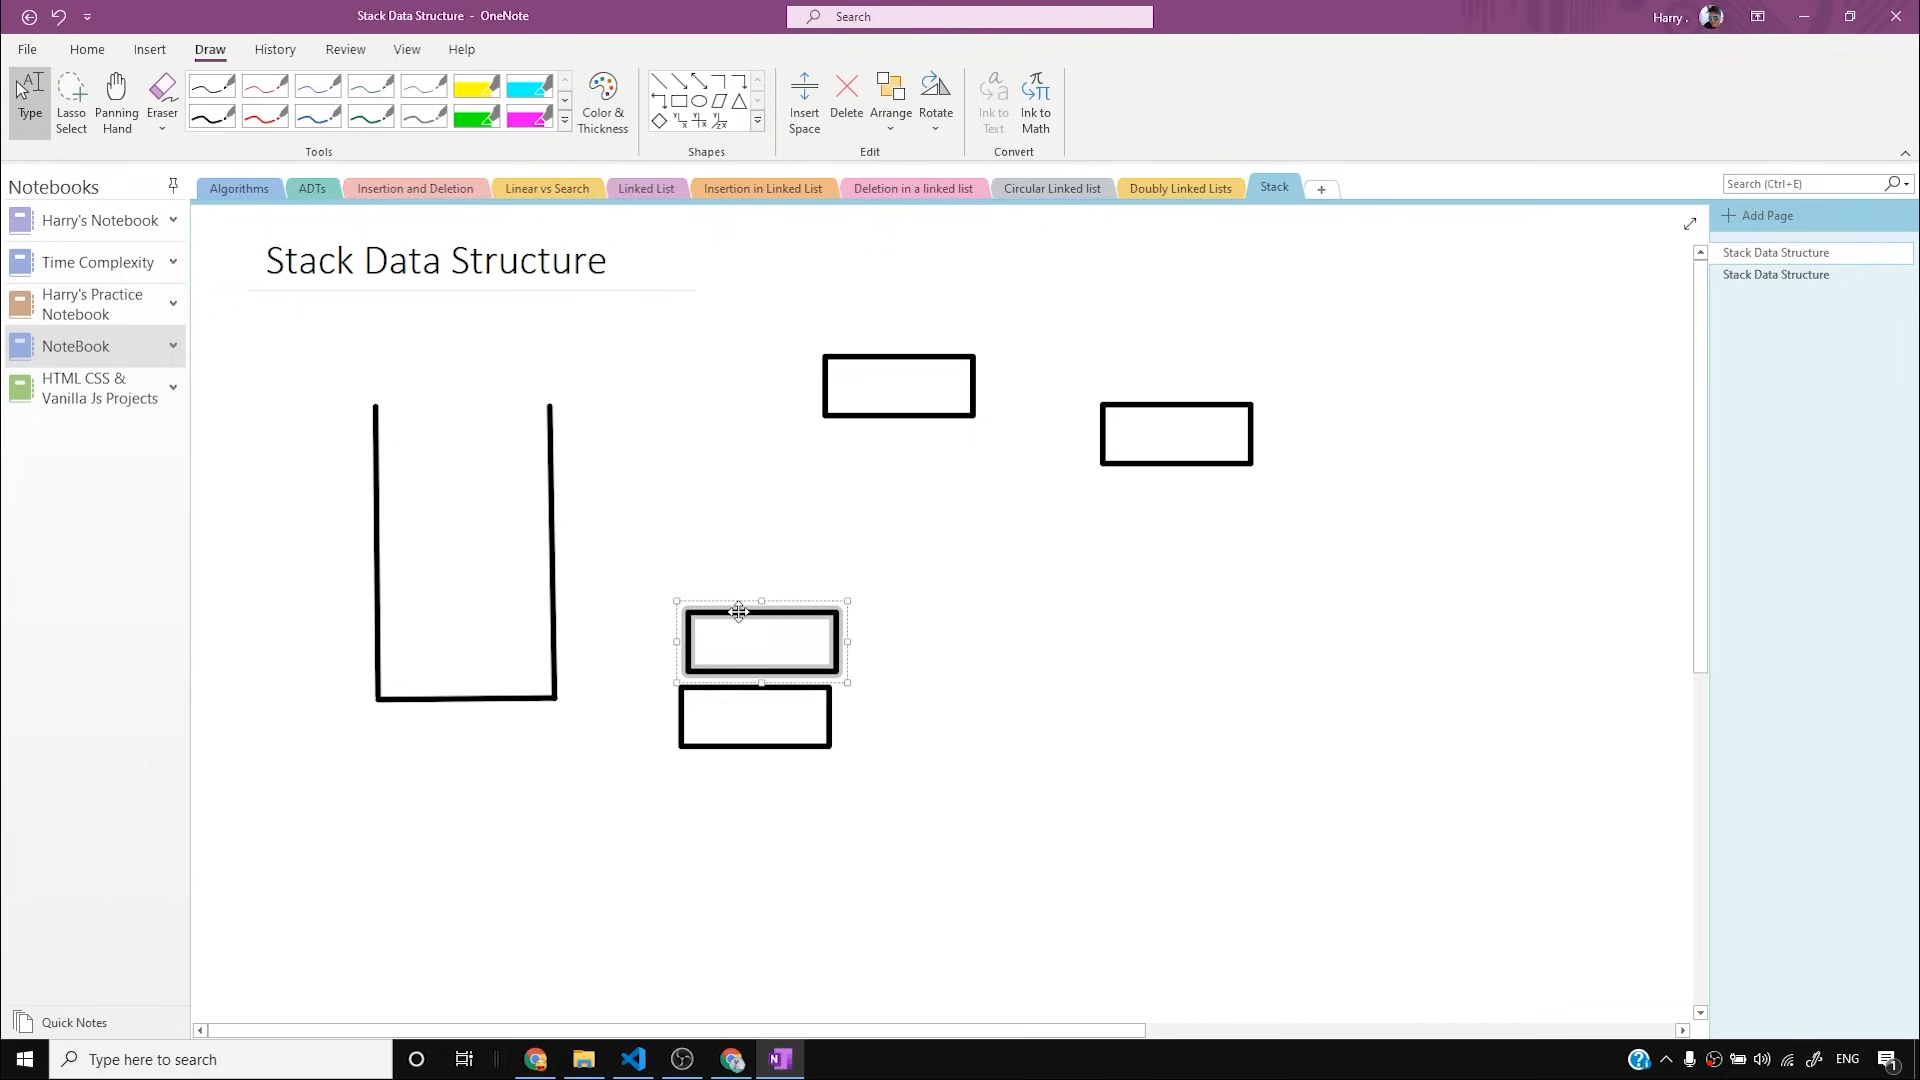 Stack Data Structure - OneNote
Search
Harry .
File Home Insert Draw History Review View Help
Type
Lasso Select
Panning Hand
Eraser
Color & Thickness
Insert Space
Delete
Arrange
Rotate
Ink to Text
Ink to Math
Tools
Shapes
Edit
Convert
Notebooks
Algorithms ADTs Insertion and Deletion Linear vs Search Linked List Insertion in Linked List Deletion in a linked list Circular Linked list Doubly Linked Lists Stack
Search (Ctrl+E)
Harry's Notebook
Time Complexity
Harry's Practice
Notebook
NoteBook
HTML CSS &
Vanilla Js Projects
Add Page
Stack Data Structure
Stack Data Structure
Stack Data Structure
Quick Notes
Type here to search
ENG
1